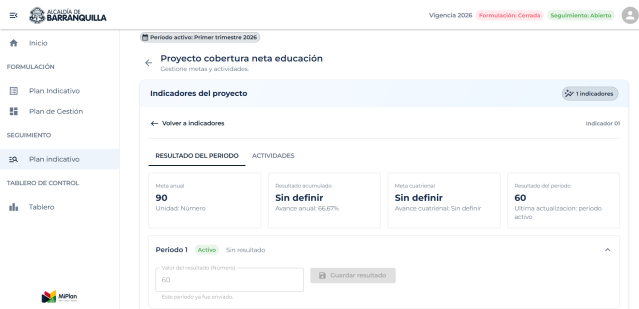 ALCALDÍA DE
BARRANQUILLA
Vigencia 2026 Formulación: Cerrada Seguimiento: Abierto
Inicio
FORMULACIÓN
Plan Indicativo
Plan de Gestión
SEGUIMIENTO
Plan indicativo
TABLERO DE CONTROL
Tablero
MiPlan
Periodo activo: Primer trimestre 2026
Proyecto cobertura neta educación
Gestione metas y actividades.
Indicadores del proyecto
1 indicadores
Volver a indicadores
Indicador 01
RESULTADO DEL PERIODO ACTIVIDADES
Meta anual
90
Unidad: Número
Resultado acumulado
Sin definir
Avance anual: 66,67%
Meta cuatrienal
Sin definir
Avance cuatrienal: Sin definir
Resultado del periodo
60
Última actualizacion: periodo
activo
Periodo 1 Activo Sin resultado
Valor del resultado (Número)
60
Guardar resultado
Este periodo ya fue enviado.